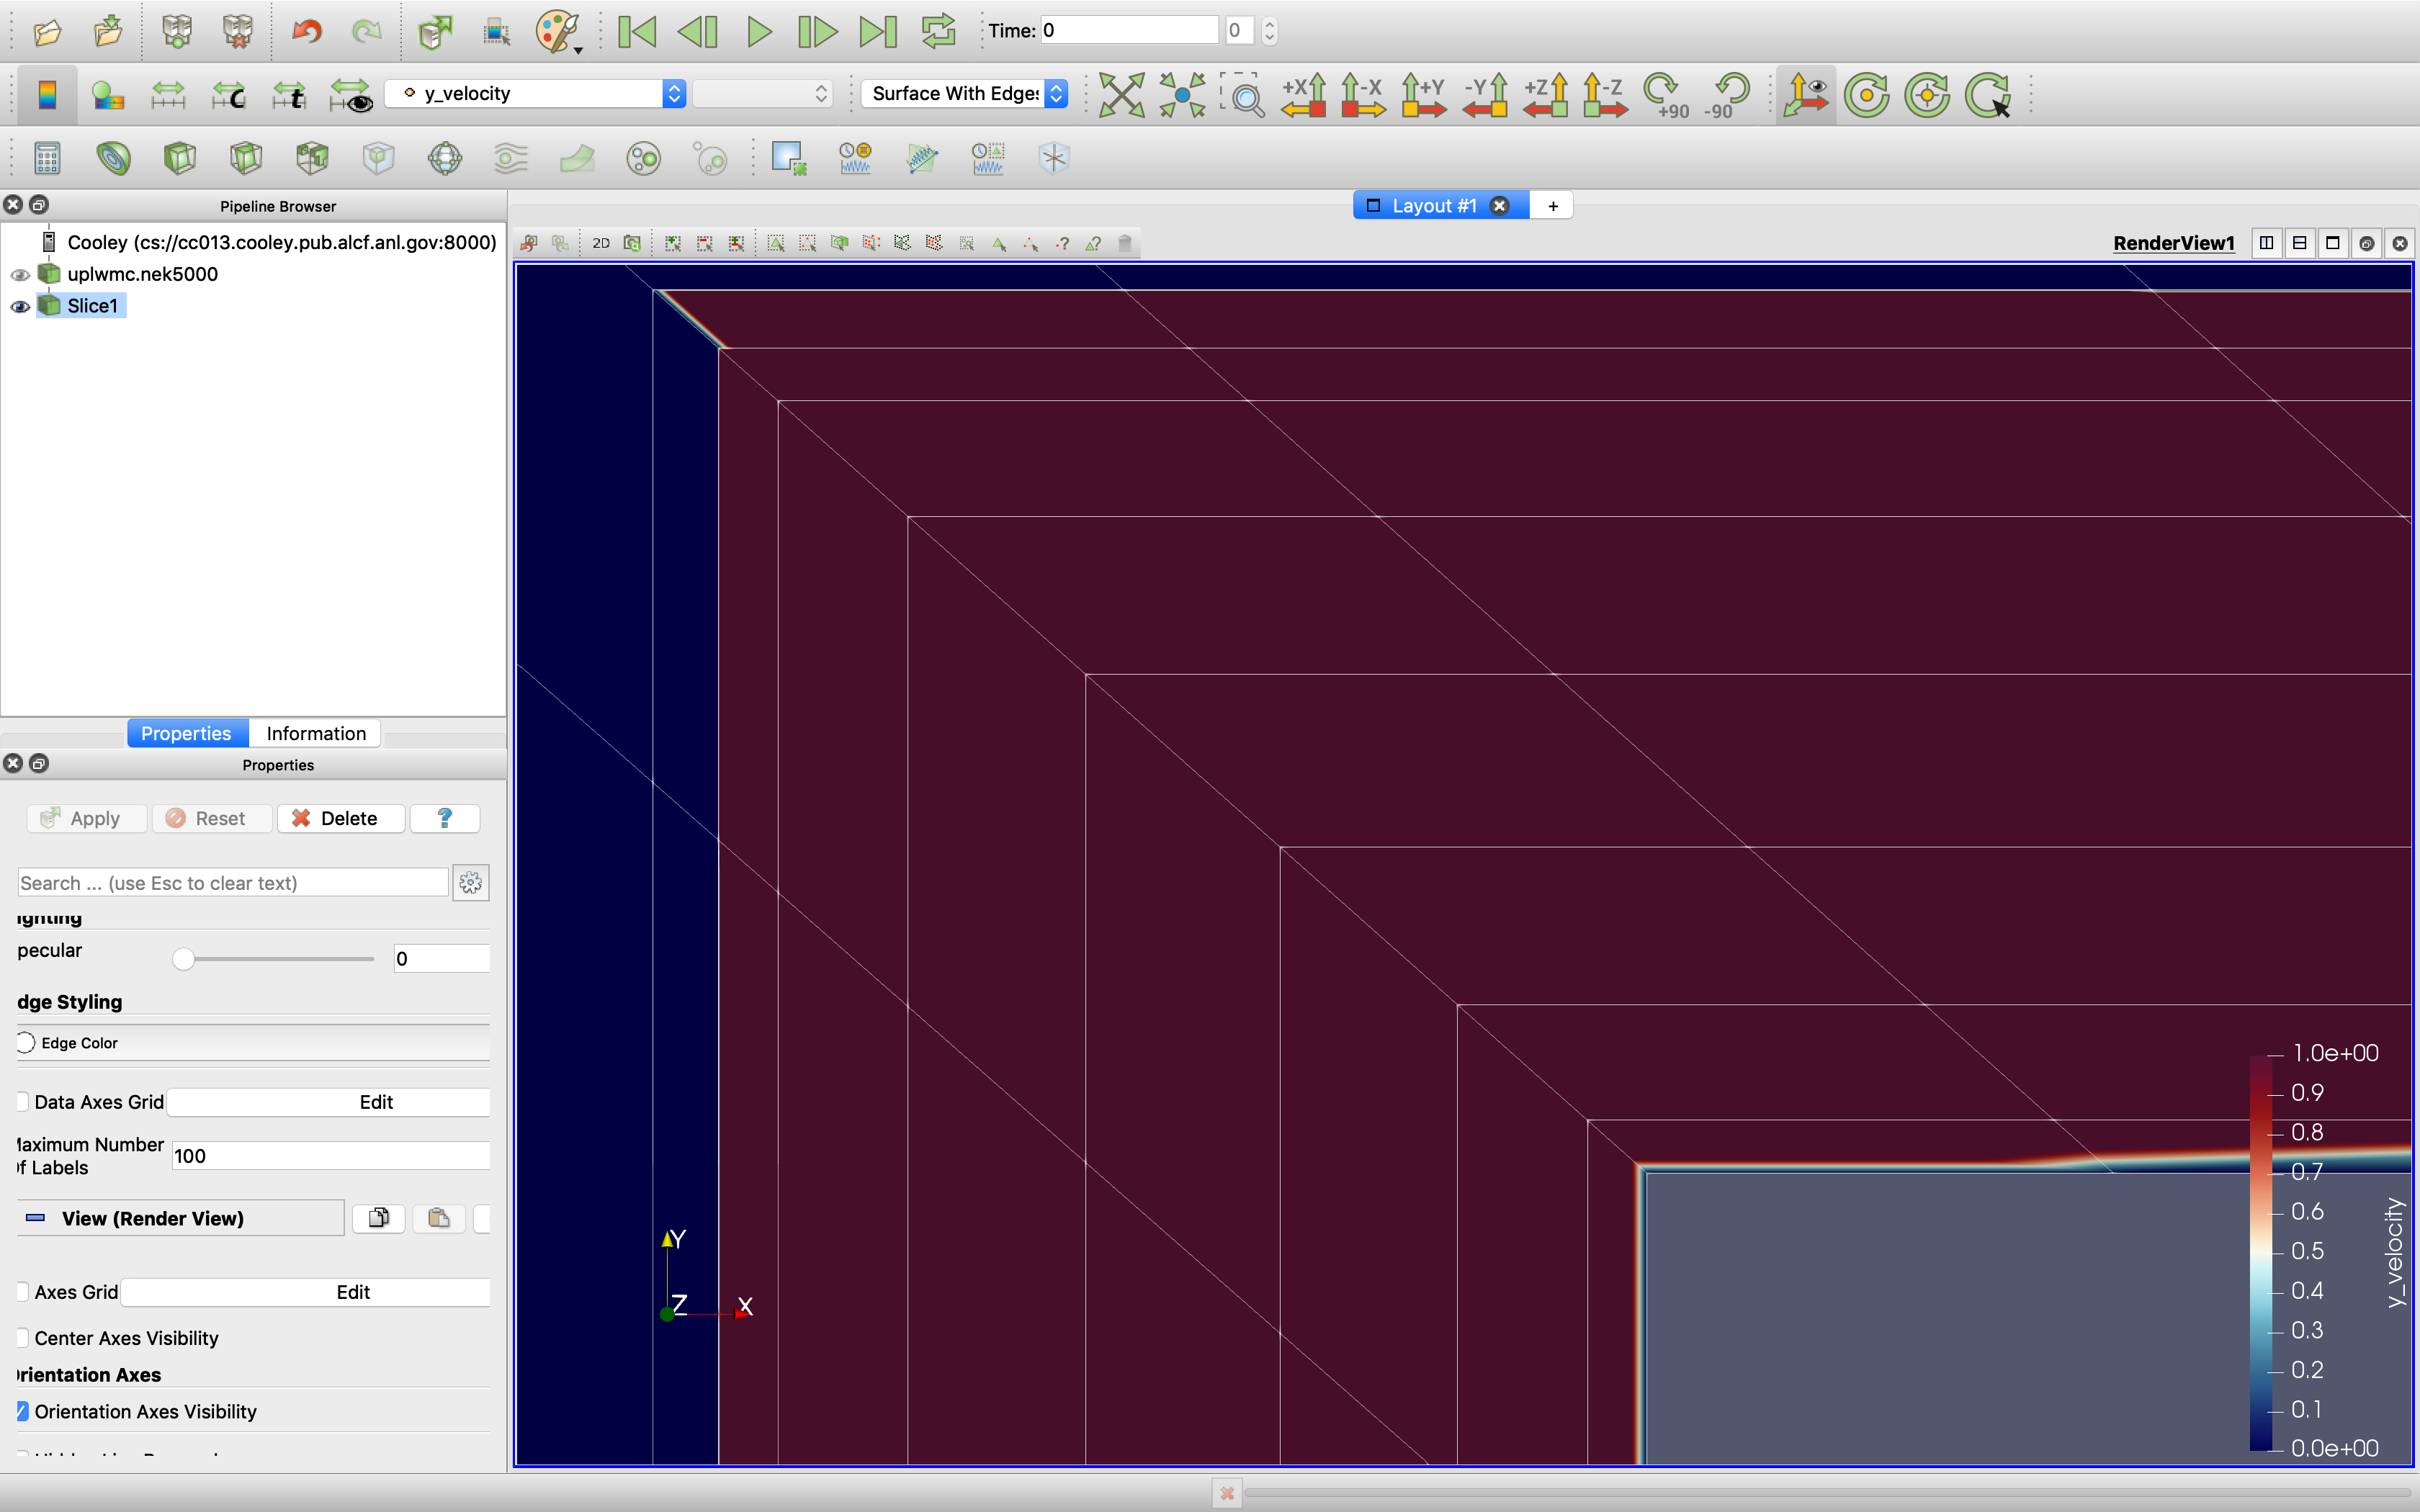 Time: 0 0
y_velocity Surface With Edges +X -X +Y -Y +Z -Z +90 -90
Pipeline Browser
Layout #1 +
2D RenderView1
Cooley (cs://cc013.cooley.pub.alcf.anl.gov:8000)
uplwmc.nek5000
Slice1
Properties Information
Properties
Apply Reset Delete ?
Search ... (use Esc to clear text)
ighting
pecular 0
dge Styling
Edge Color
Data Axes Grid Edit
Maximum Number
Of Labels 100
View (Render View)
Axes Grid Edit
Center Axes Visibility
Orientation Axes
Orientation Axes Visibility
Y
Z X
1.0e+00
0.9
0.8
0.7
0.6
0.5
0.4
0.3
0.2
0.1
0.0e+00
y_velocity